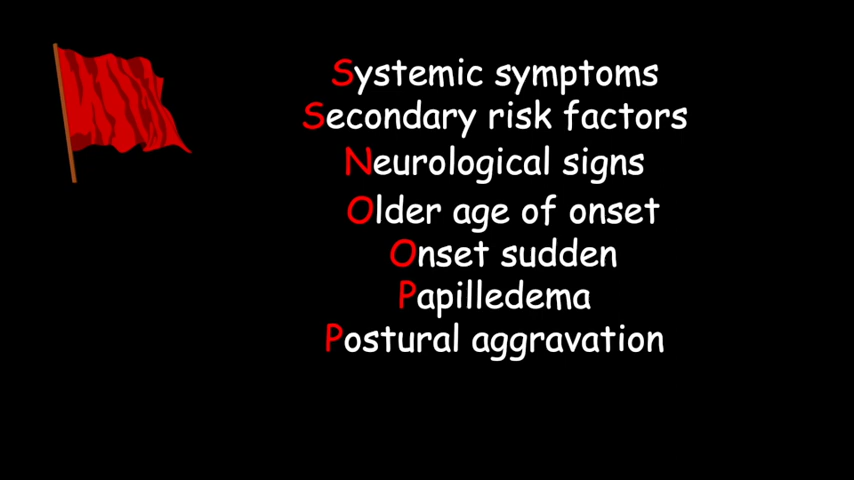 Systemic symptoms
Secondary risk factors
Neurological signs
Older age of onset
Onset sudden
Papilledema
Postural aggravation